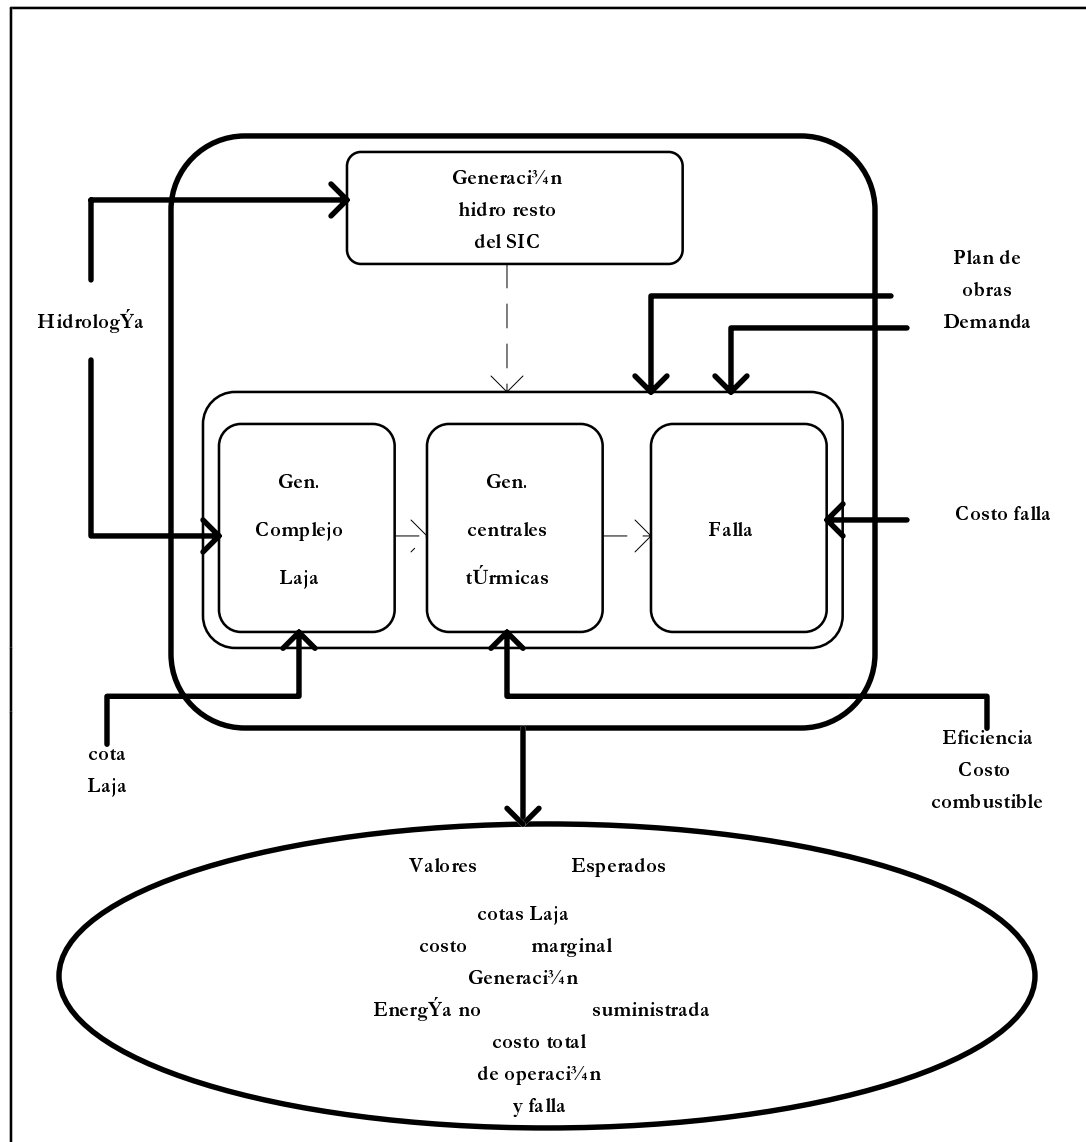 Generaci¾n
hidro resto
del SIC
Plan de
obras
Demanda
HidrologÝa
Gen.
Complejo
Laja
Gen.
centrales
tÚrmicas
Falla
Costo falla
cota
Laja
Eficiencia
Costo
combustible
Valores Esperados
cotas Laja
costo marginal
Generaci¾n
EnergÝa no suministrada
costo total
de operaci¾n
y falla